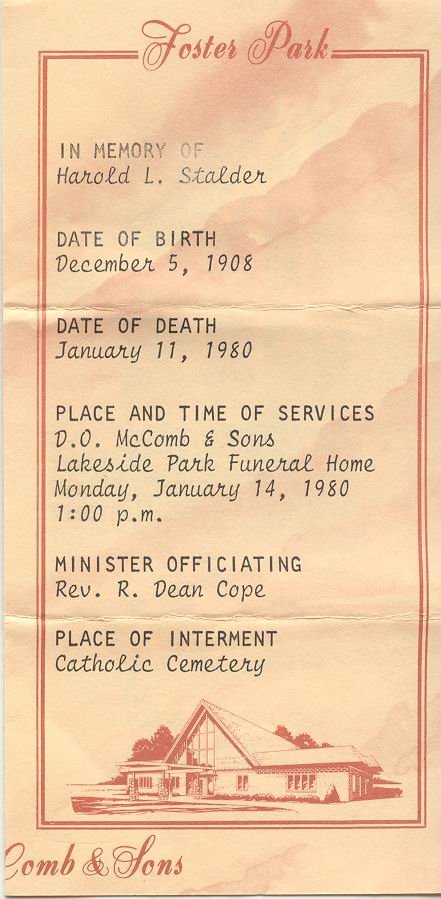 Foster Park
IN MEMORY OF
Harold L. Stalder
DATE OF BIRTH
December 5, 1908
DATE OF DEATH
January 11, 1980
PLACE AND TIME OF SERVICES
D.O. McComb & Sons
Lakeside Park Funeral Home
Monday, January 14, 1980
1:00 p.m.
MINISTER OFFICIATING
Rev. R. Dean Cope
PLACE OF INTERMENT
Catholic Cemetery
Comb & Sons